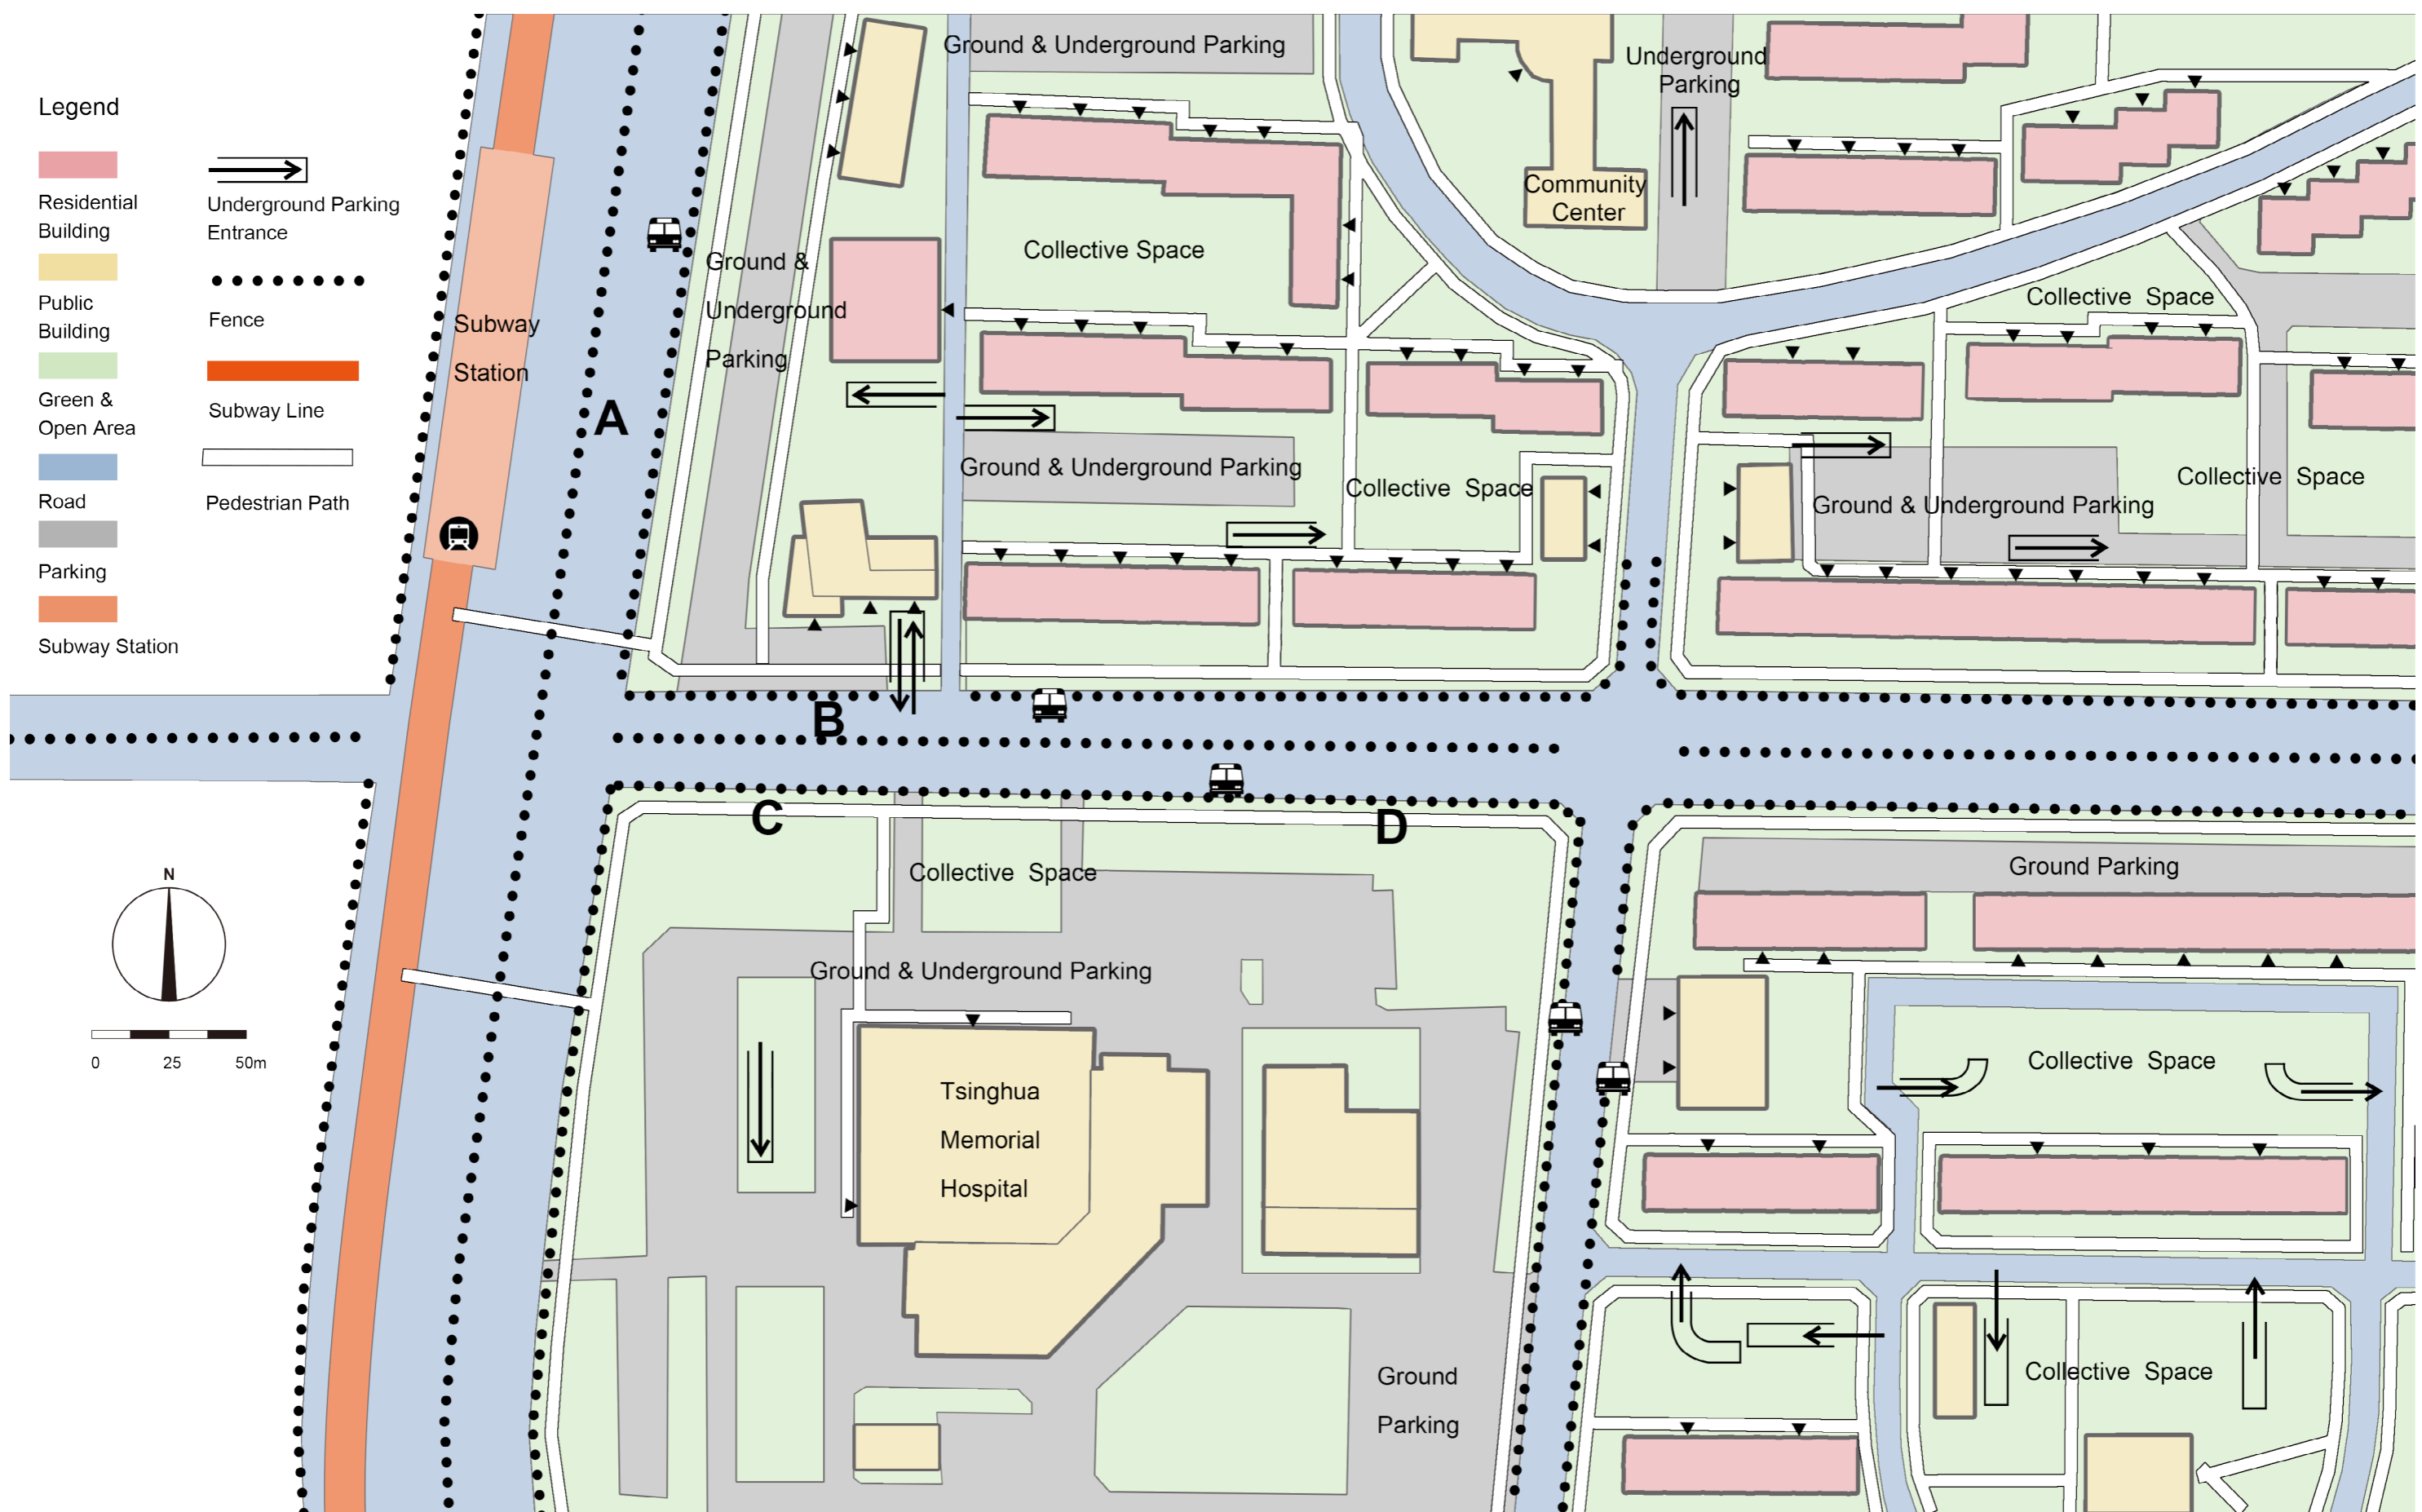 Legend
Residential
Building
Public
Building
Green &
Open Area
Road
Parking
Subway Station
Underground Parking
Entrance
Fence
Subway Line
Pedestrian Path
N
0 25 50m
Subway
Station
A
Ground &
Underground
Parking
Ground & Underground Parking
Collective Space
Ground & Underground Parking
Collective Space
Underground
Parking
Community
Center
Collective Space
Collective Space
Ground & Underground Parking
B
C
D
Collective Space
Ground & Underground Parking
Tsinghua
Memorial
Hospital
Ground
Parking
Ground Parking
Collective Space
Collective Space